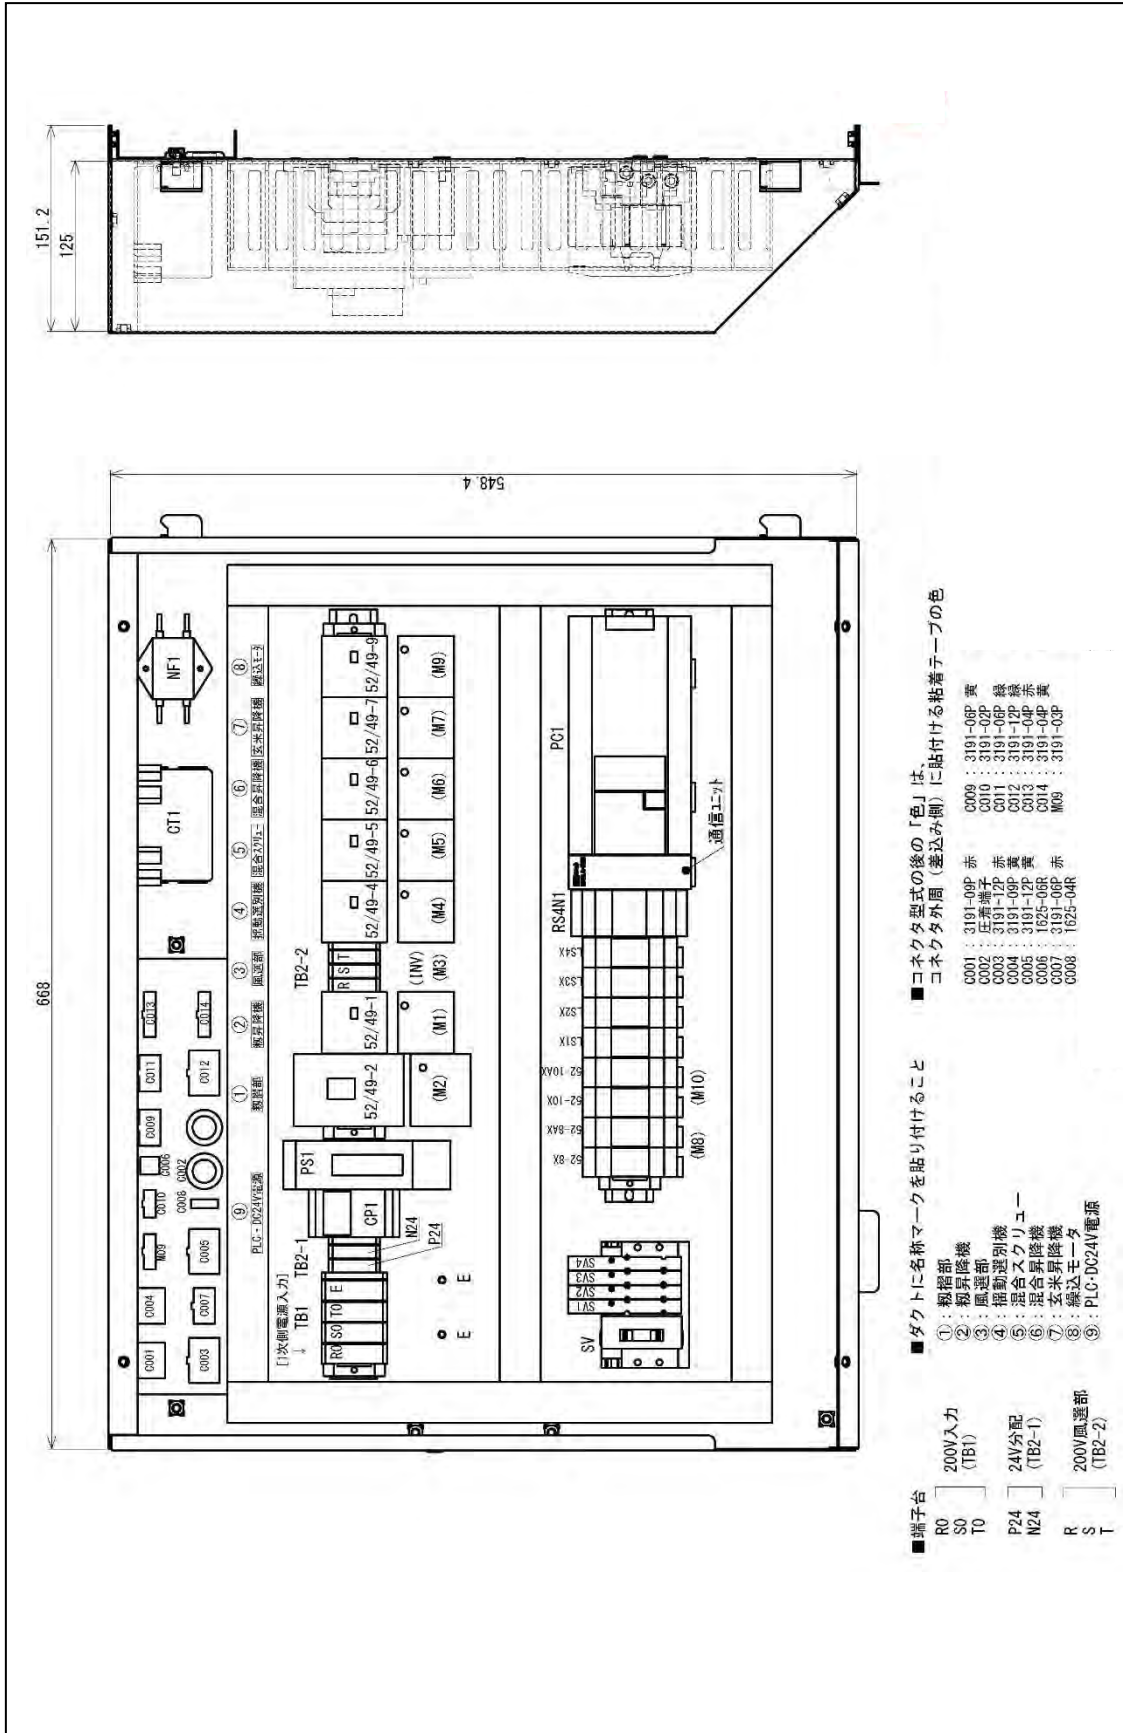 151.2
125
668
548.4
NF1
CT1
C013
C014
C011
C012
C009
C006
C002
C010
C008
M09
C005
C004
C007
C001
C003
⑧
繰込モータ
⑦
玄米昇降機
⑥
混合昇降機
⑤
混合スクリュー
④
揺動選別機
③
風選部
②
籾昇降機
①
籾摺部
⑨
PLC・DC24V電源
[1次側電源入力]
↓
TB1
TB2-1
TB2-2
R0 S0 T0 E
N24
P24
CP1
PS1
52/49-2
52/49-1
R S T
52/49-4
52/49-5
52/49-6
52/49-7
52/49-9
E
E
(M2)
(M1)
(INV)
(M3)
(M4)
(M5)
(M6)
(M7)
(M9)
PC1
通信ユニット
RS4N1
LS4X
LS3X
LS2X
LS1X
52-10AX
52-10X
52-8AX
52-8X
(M10)
(M8)
SV
SV4
SV3
SV2
SV1
■端子台
R0
S0
T0
200V入力
(TB1)
P24
N24
24V分配
(TB2-1)
R
S
T
200V風選部
(TB2-2)
■ダクトに名称マークを貼り付けること
①:籾摺部
②:籾昇降機
③:風選部
④:揺動選別機
⑤:混合スクリュー
⑥:混合昇降機
⑦:玄米昇降機
⑧:繰込モータ
⑨:PLC・DC24V電源
■コネクタ型式の後の「色」は、
コネクタ外周(差込み側)に貼付ける粘着テープの色
C001 : 3191-09P 赤
C002 : 圧着端子
C003 : 3191-12P 赤
C004 : 3191-09P 黄
C005 : 3191-12P 黄
C006 : 1625-06R
C007 : 3191-06P 赤
C008 : 1625-04R
C009 : 3191-06P 黄
C010 : 3191-02P
C011 : 3191-06P 緑
C012 : 3191-12P 緑
C013 : 3191-04P 赤
C014 : 3191-04P 黄
M09 : 3191-03P